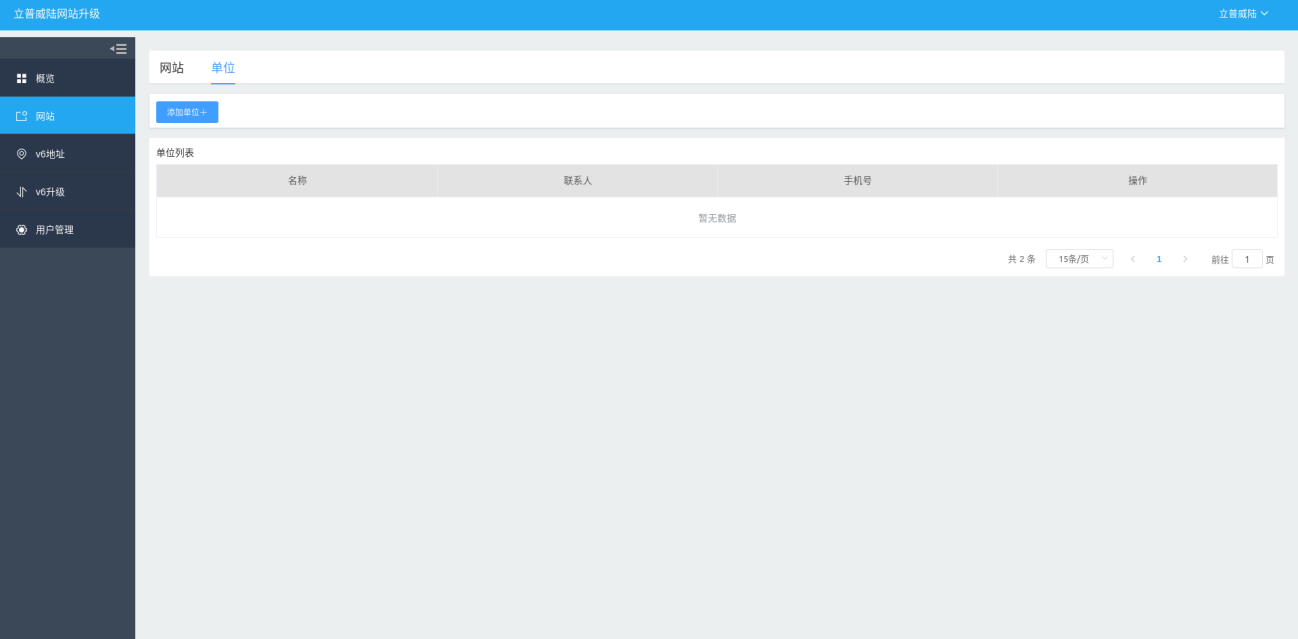 立普威陆网站升级
立普威陆
概览
网站
v6地址
v6升级
用户管理
网站 单位
添加单位+
单位列表
名称 联系人 手机号 操作
暂无数据
共 2 条 15条/页 1 前往 1 页